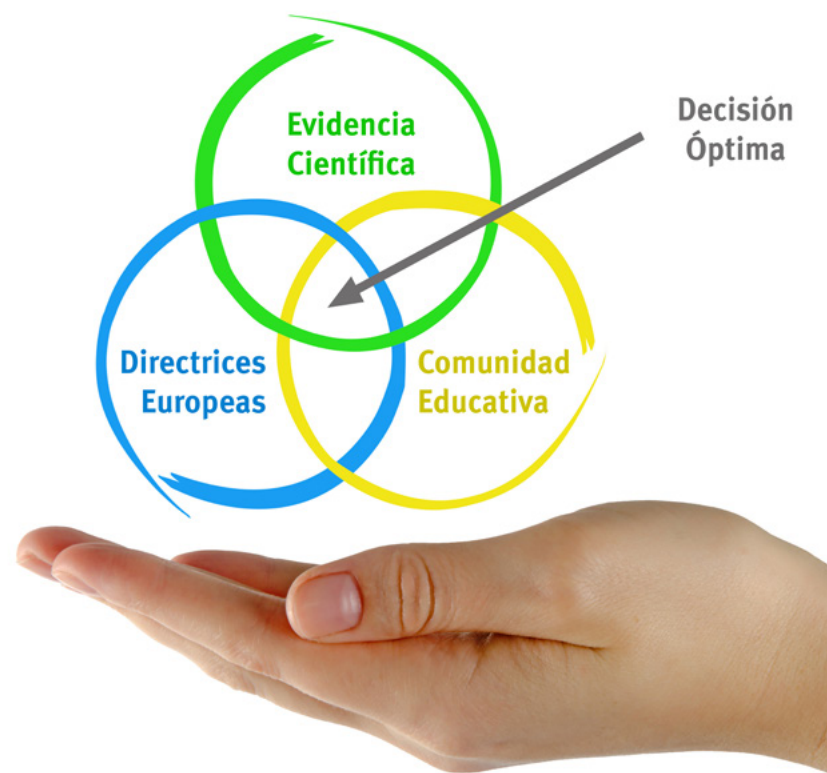 Evidencia
Científica
Decisión
Óptima
Directrices
Europeas
Comunidad
Educativa